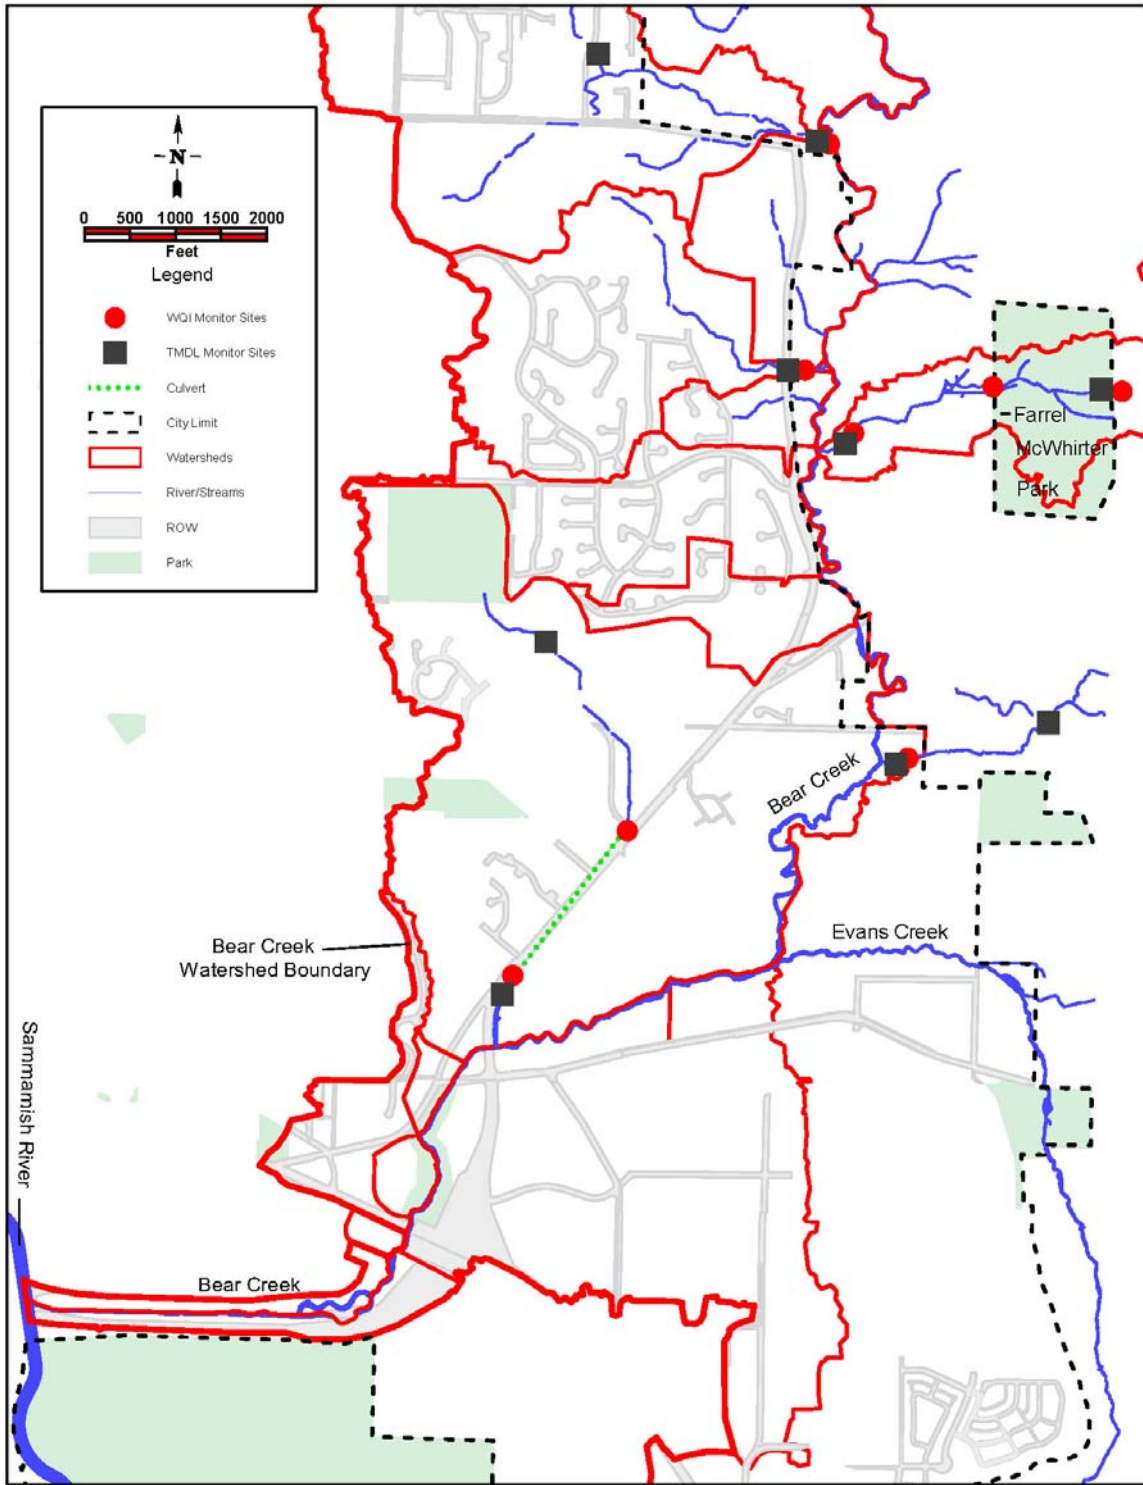 N
0 500 1000 1500 2000
Feet
Legend
WQI Monitor Sites
TMDL Monitor Sites
Culvert
City Limit
Watersheds
River/Streams
ROW
Park
Farrel
McWhirter
Park
Bear Creek
Evans Creek
Bear Creek
Watershed Boundary
Sammamish River
Bear Creek